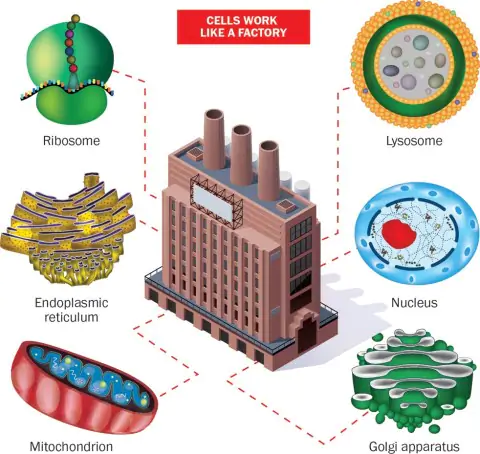 CELLS WORK
LIKE A FACTORY
Ribosome
Lysosome
Endoplasmic
reticulum
Nucleus
Mitochondrion
Golgi apparatus